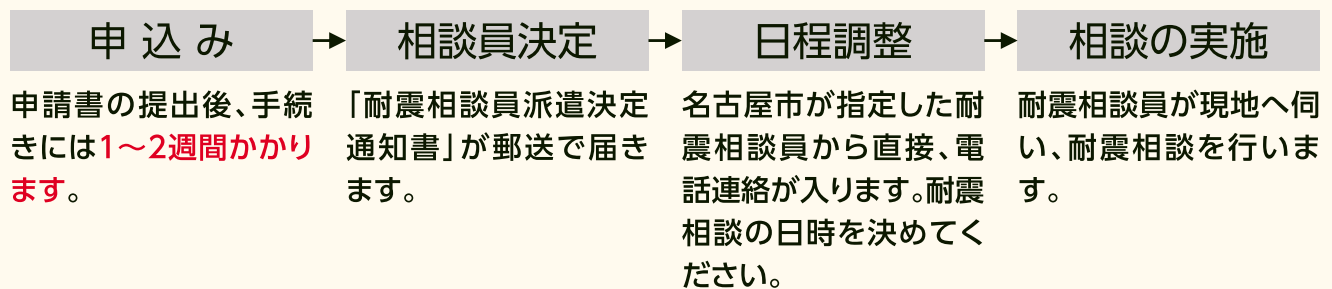 申込み
申請書の提出後、手続
きには1～2週間かかり
ます。
相談員決定
「耐震相談員派遣決定
通知書」が郵送で届き
ます。
日程調整
名古屋市が指定した耐
震相談員から直接、電
話連絡が入ります。耐震
相談の日時を決めてく
ださい。
相談の実施
耐震相談員が現地へ伺
い、耐震相談を行いま
す。